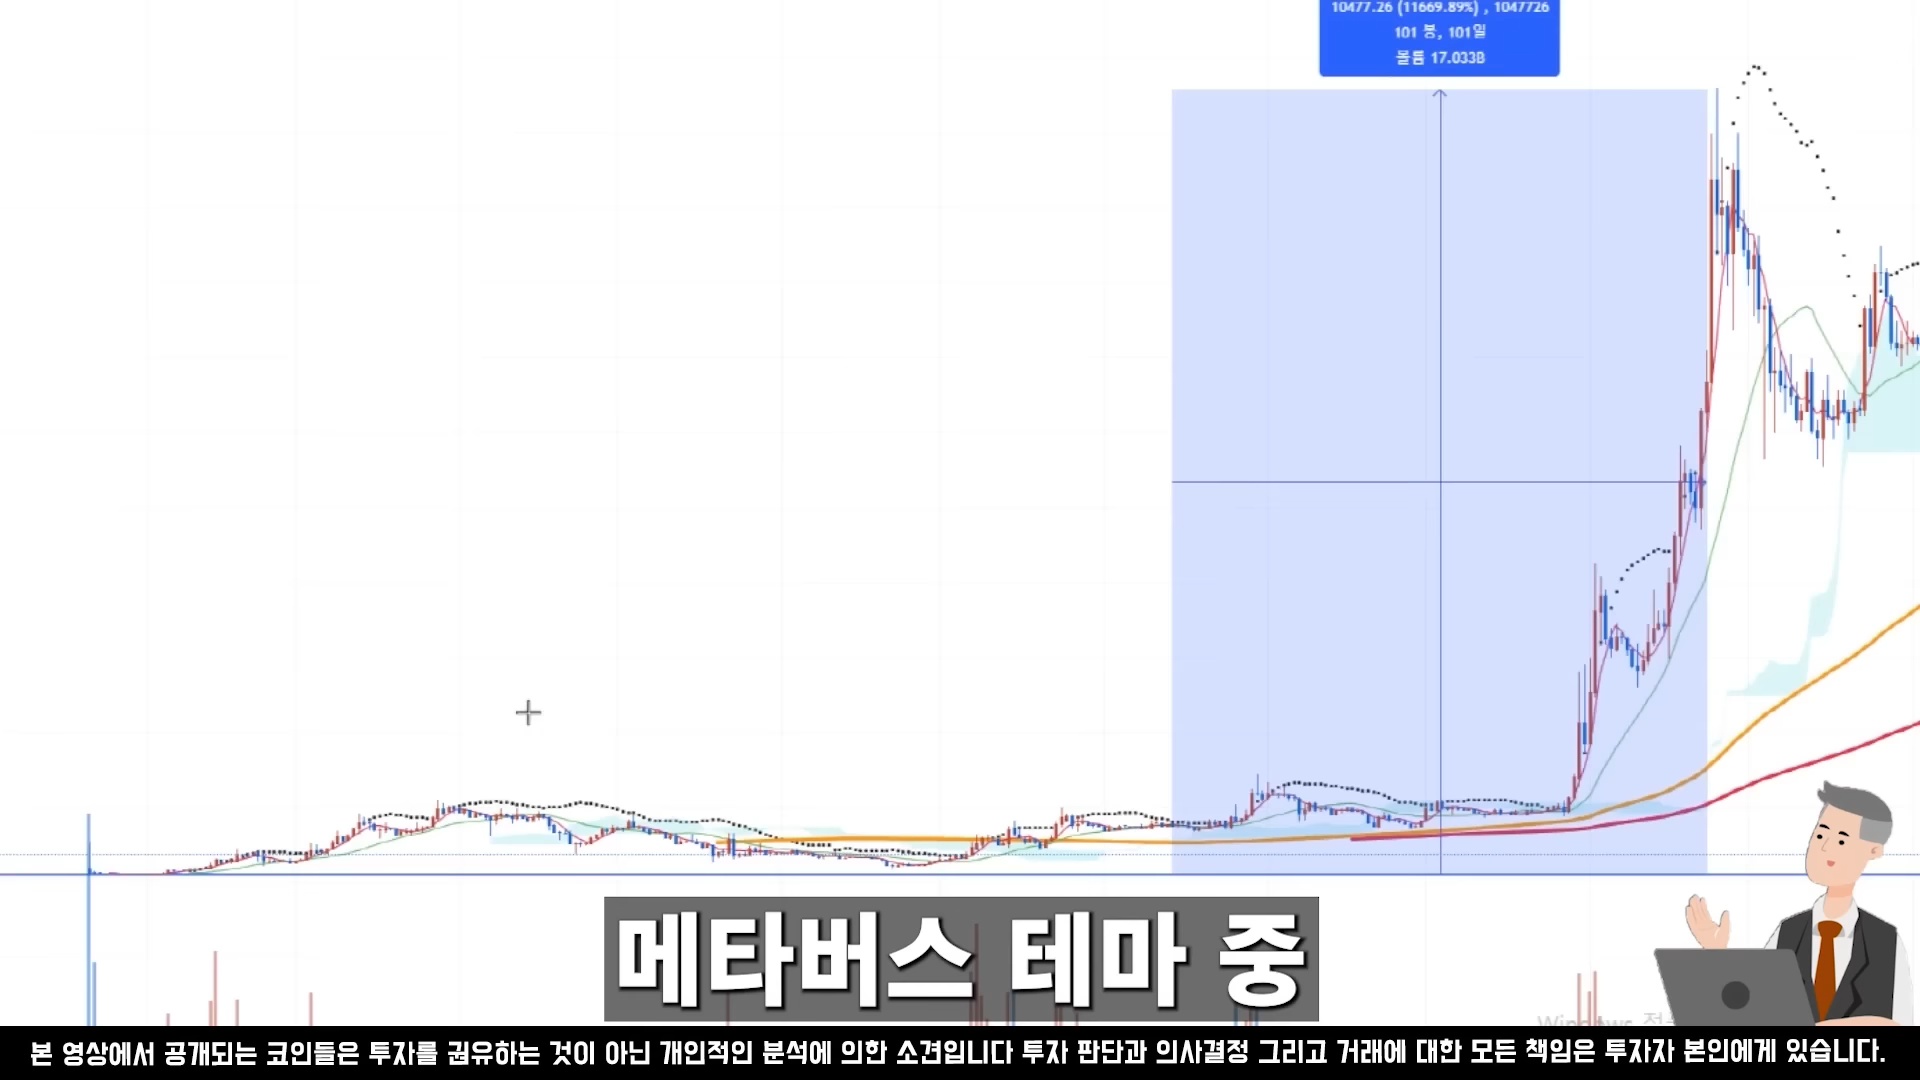 10477.26 (11669.89%) , 1047726
101 봉, 101일
볼륨 17.033B
메타버스 테마 중
본 영상에서 공개되는 코인들은 투자를 권유하는 것이 아닌 개인적인 분석에 의한 소견입니다 투자 판단과 의사결정 그리고 거래에 대한 모든 책임은 투자자 본인에게 있습니다.